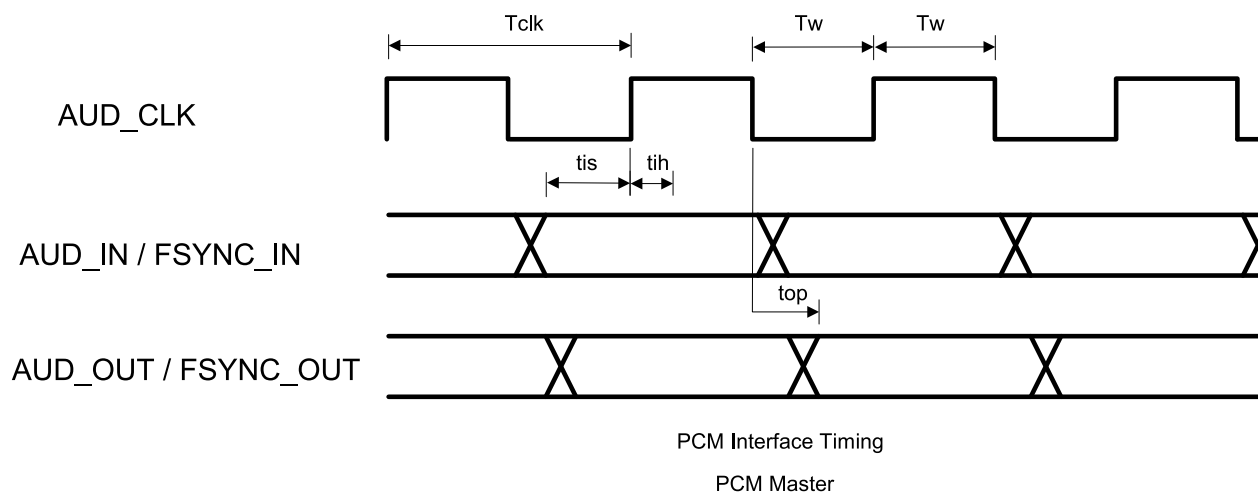 Tclk
Tw
Tw
AUD_CLK
tis
tih
AUD_IN / FSYNC_IN
top
AUD_OUT / FSYNC_OUT
PCM Interface Timing
PCM Master